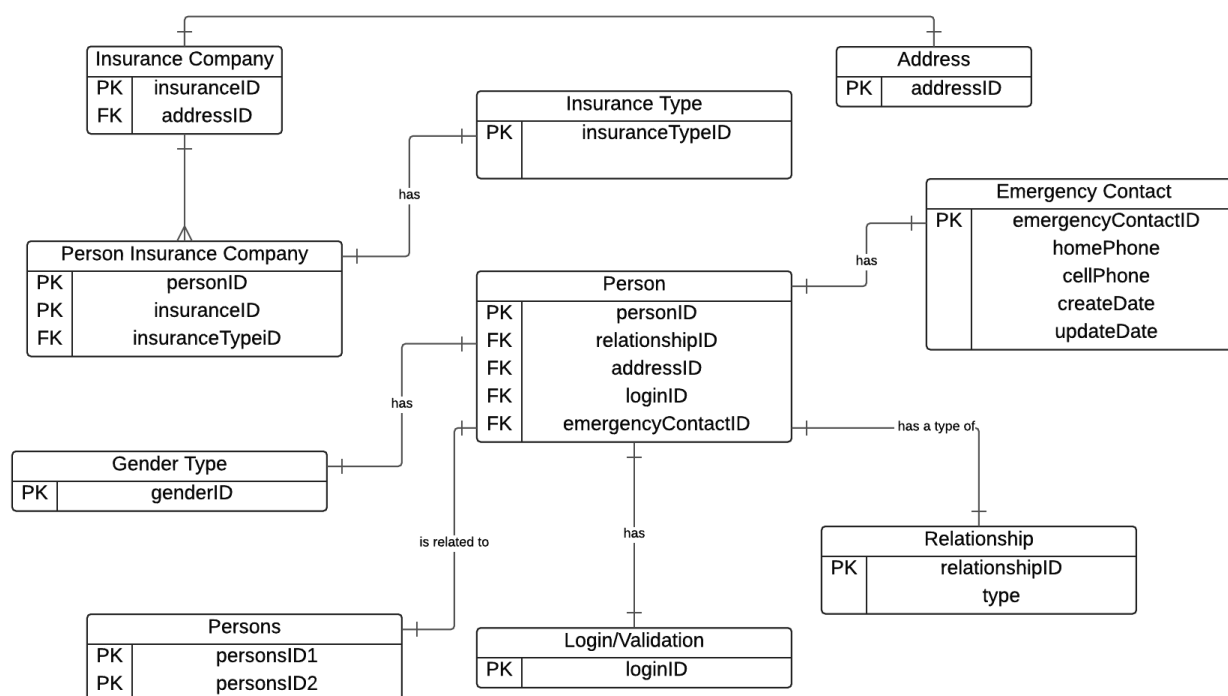 Insurance Company
PK insuranceID
FK addressID
Address
PK addressID
Insurance Type
PK insuranceTypeID
has
Emergency Contact
PK emergencyContactID
homePhone
cellPhone
createDate
updateDate
has
Person Insurance Company
PK personID
PK insuranceID
FK insuranceTypeiD
Person
PK personID
FK relationshipID
FK addressID
FK loginID
FK emergencyContactID
has
has a type of
Gender Type
PK genderID
is related to
has
Relationship
PK relationshipID
type
Persons
PK personsID1
PK personsID2
Login/Validation
PK loginID